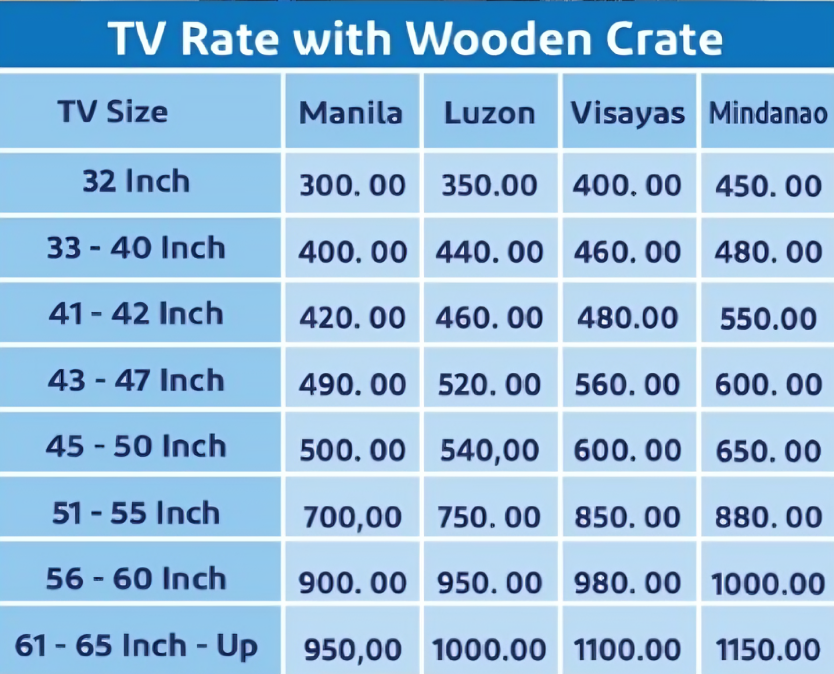 TV Rate with Wooden Crate
TV Size Manila Luzon Visayas Mindanao
32 Inch 300. 00 350.00 400. 00 450. 00
33 - 40 Inch 400. 00 440. 00 460. 00 480. 00
41 - 42 Inch 420. 00 460. 00 480.00 550.00
43 - 47 Inch 490. 00 520. 00 560. 00 600. 00
45 - 50 Inch 500. 00 540,00 600. 00 650. 00
51 - 55 Inch 700,00 750. 00 850. 00 880. 00
56 - 60 Inch 900. 00 950. 00 980. 00 1000.00
61 - 65 Inch - Up 950,00 1000.00 1100.00 1150.00